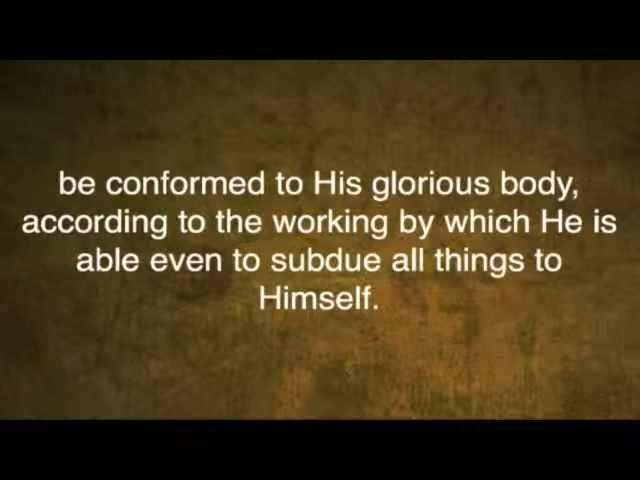 be conformed to His glorious body,
according to the working by which He is
able even to subdue all things to
Himself.